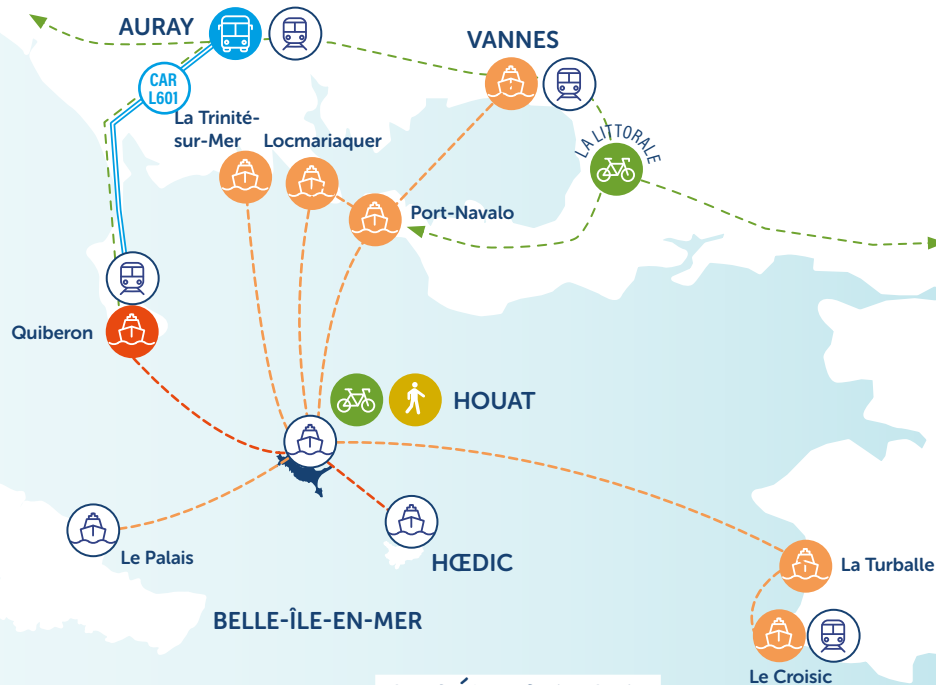 AURAY
VANNES
CAR
L601
La Trinité-
sur-Mer
Locmariaquer
LA LITTORALE
Port-Navalo
Quiberon
HOUAT
Le Palais
HŒDIC
La Turballe
BELLE-ÎLE-EN-MER
Le Croisic